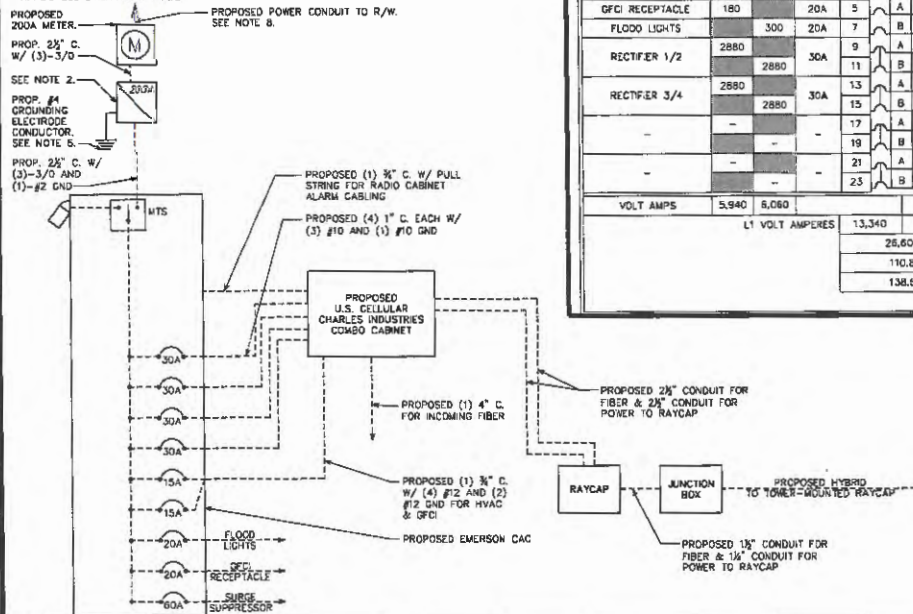 PROPOSED
200A METER.
PROPOSED POWER CONDUIT TO R/W.
SEE NOTE 8.
M
PROP. 2½" C.
W/ (3)-3/0
SEE NOTE 2.
200A
PROP. #4
GROUNDING
ELECTRODE
CONDUCTOR.
SEE NOTE 5.
PROP. 2½" C. W/
(3)-3/0 AND
(1)-#2 GND
MTS
PROPOSED (1) ¾" C. W/ PULL
STRING FOR RADIO CABINET
ALARM CABLING
PROPOSED (4) 1" C. EACH W/
(3) #10 AND (1) #10 GND
PROPOSED
U.S. CELLULAR
CHARLES INDUSTRIES
COMBO CABINET
30A
30A
30A
30A
15A
15A
20A
FLOOD
LIGHTS
20A
GFCI
RECEPTACLE
60A
SURGE
SUPPRESSOR
PROPOSED (1) 4" C.
FOR INCOMING FIBER
PROPOSED (1) ¾" C.
W/ (4) #12 AND (2)
#12 GND FOR HVAC
& GFCI
PROPOSED EMERSON CAC
PROPOSED 2½" CONDUIT FOR
FIBER & 2½" CONDUIT FOR
POWER TO RAYCAP
RAYCAP
JUNCTION
BOX
PROPOSED HYBRID
TO TOWER-MOUNTED RAYCAP
PROPOSED 1½" CONDUIT FOR
FIBER & 1½" CONDUIT FOR
POWER TO RAYCAP
GFCI RECEPTACLE 180 20A 5 A
FLOOD LIGHTS 300 20A 7 B
RECTIFIER 1/2 2880 30A 9 A
2880 11 B
RECTIFIER 3/4 2880 30A 13 A
2880 15 B
- - - 17 A
- 19 B
- - - 21 A
- 23 B
VOLT AMPS 5,940 6,060
L1 VOLT AMPERES 13,340
26,60
110.8
138.5